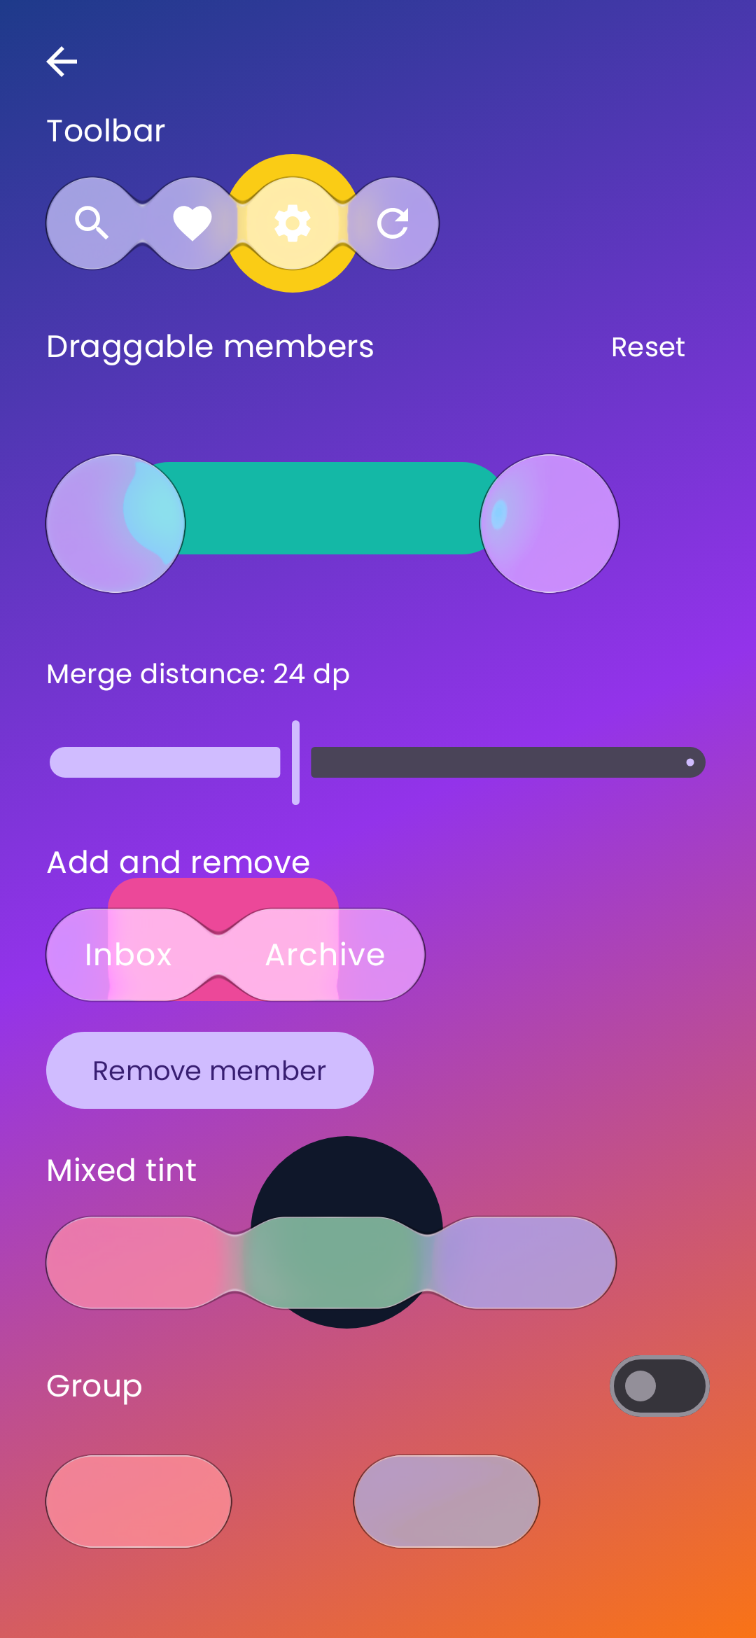 Toolbar
Draggable members
Reset
Merge distance: 24 dp
Add and remove
Inbox
Archive
Remove member
Mixed tint
Group